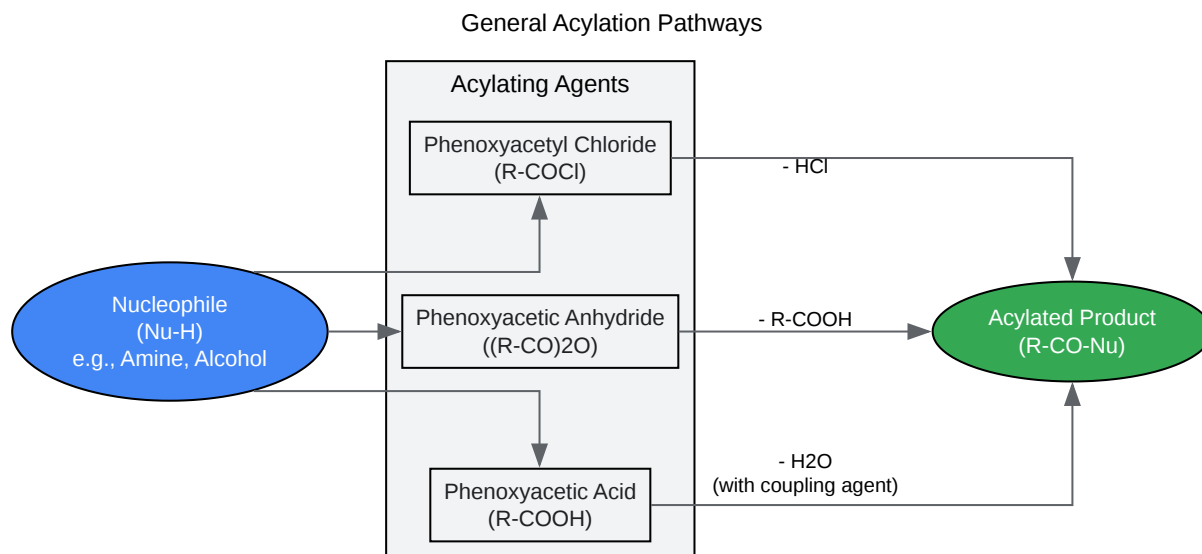 General Acylation Pathways
Acylating Agents
Phenoxyacetyl Chloride
(R-COCl)
- HCl
Nucleophile
(Nu-H)
e.g., Amine, Alcohol
Phenoxyacetic Anhydride
((R-CO)2O)
- R-COOH
Acylated Product
(R-CO-Nu)
Phenoxyacetic Acid
(R-COOH)
- H2O
(with coupling agent)